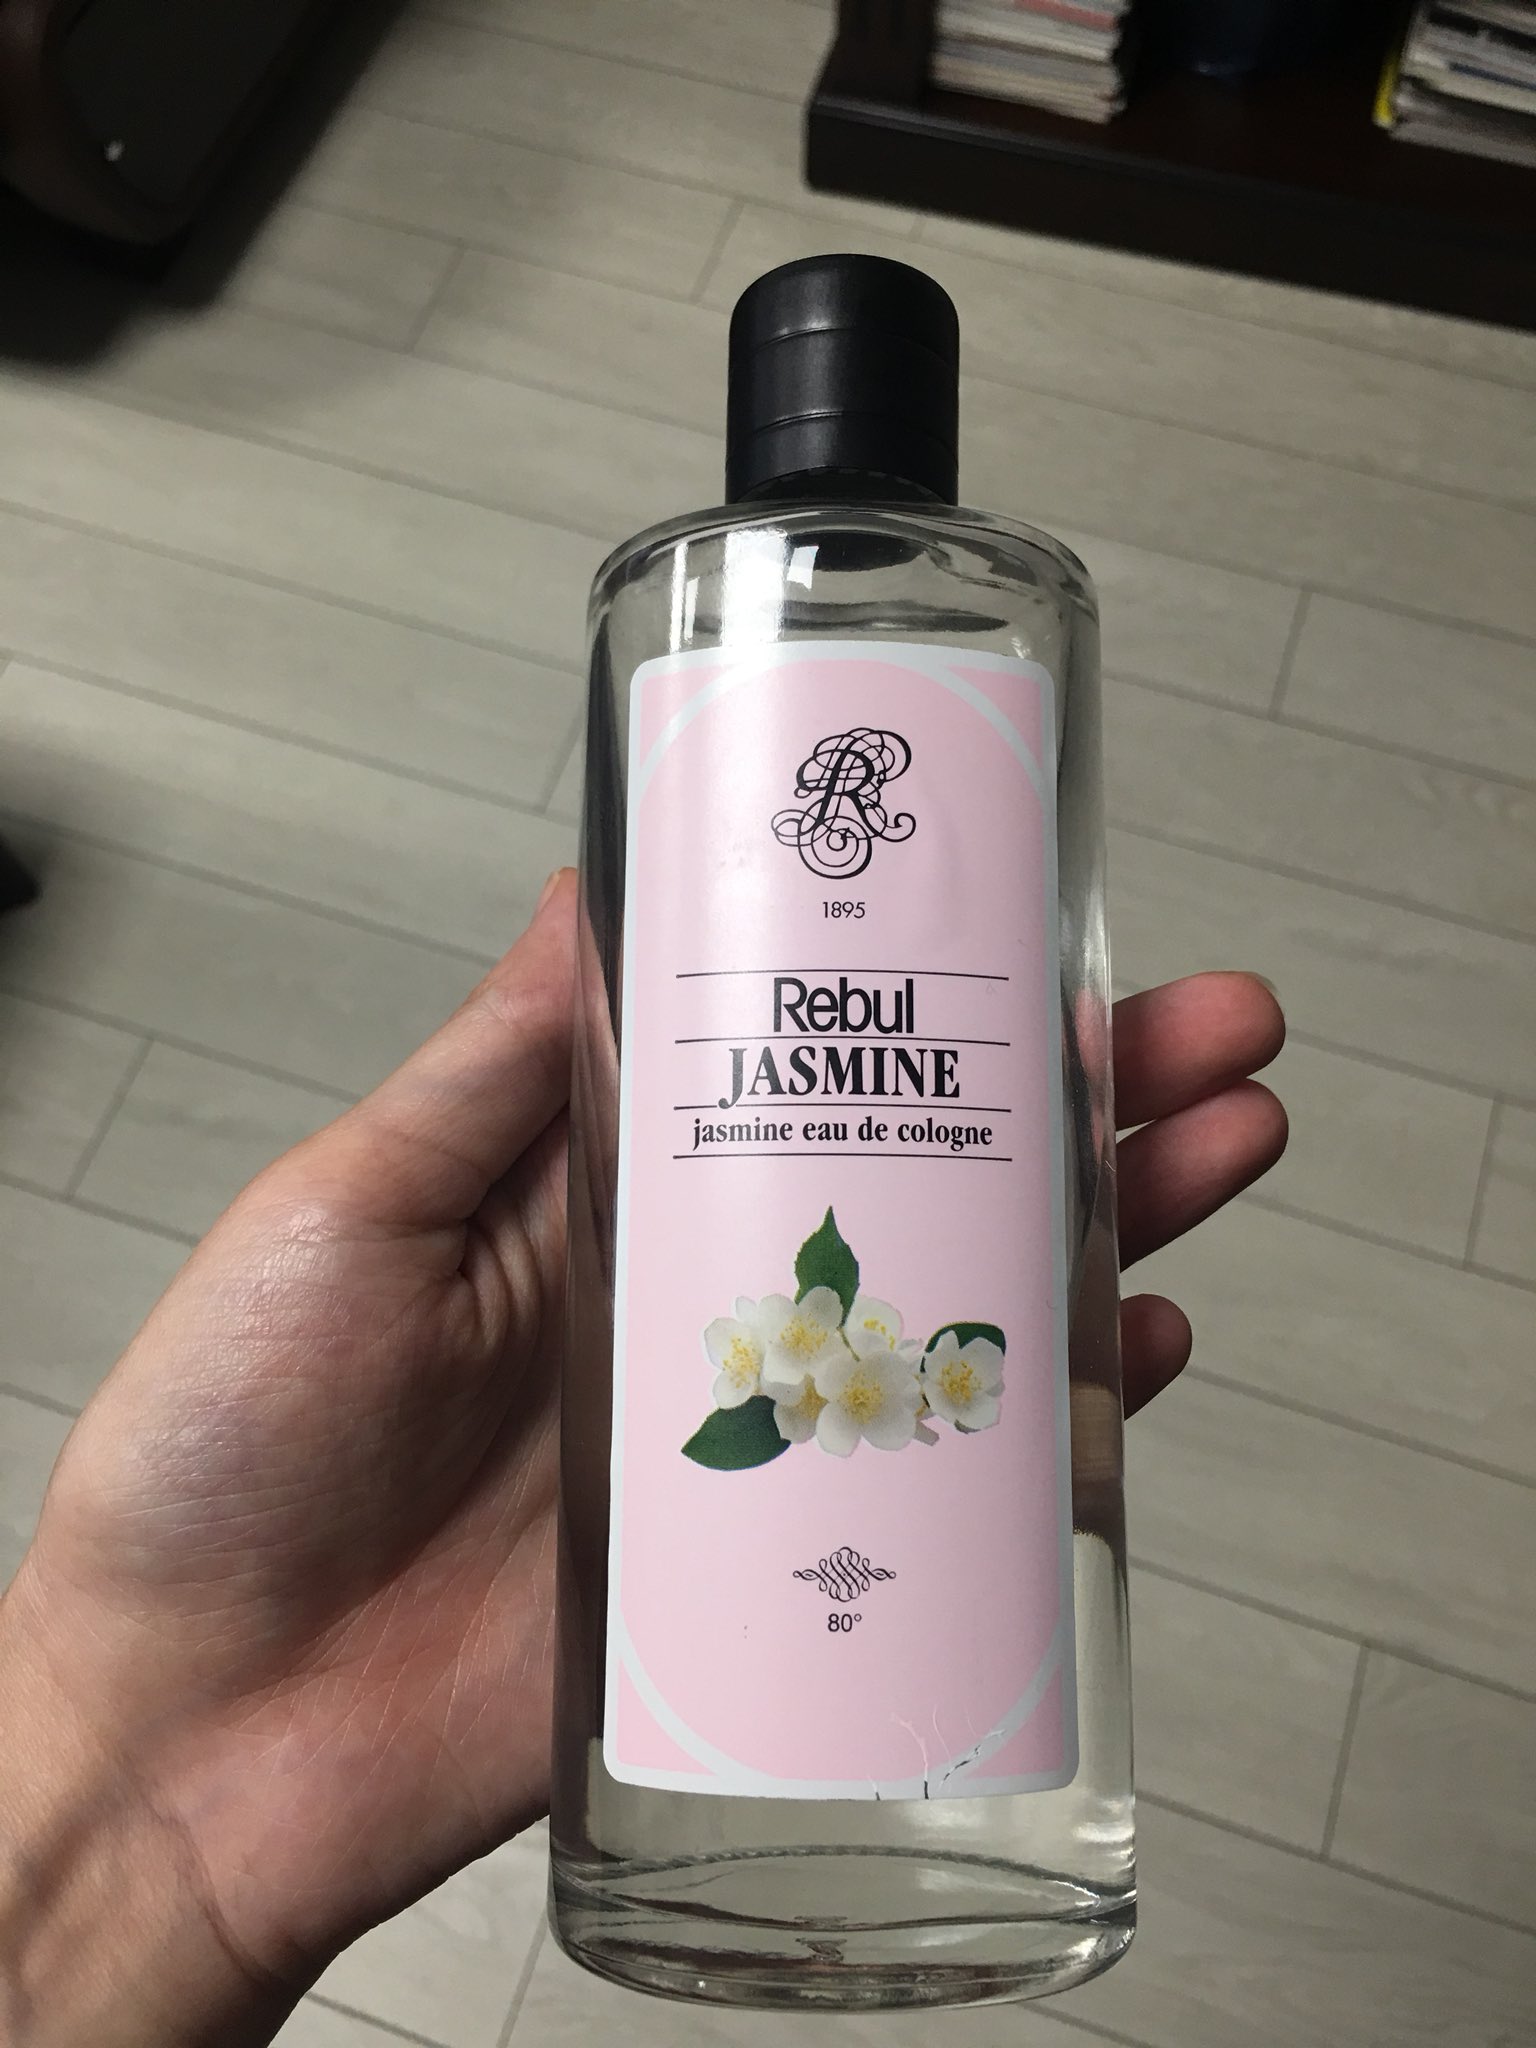 R
1895
Rebul
JASMINE
jasmine eau de cologne
80°